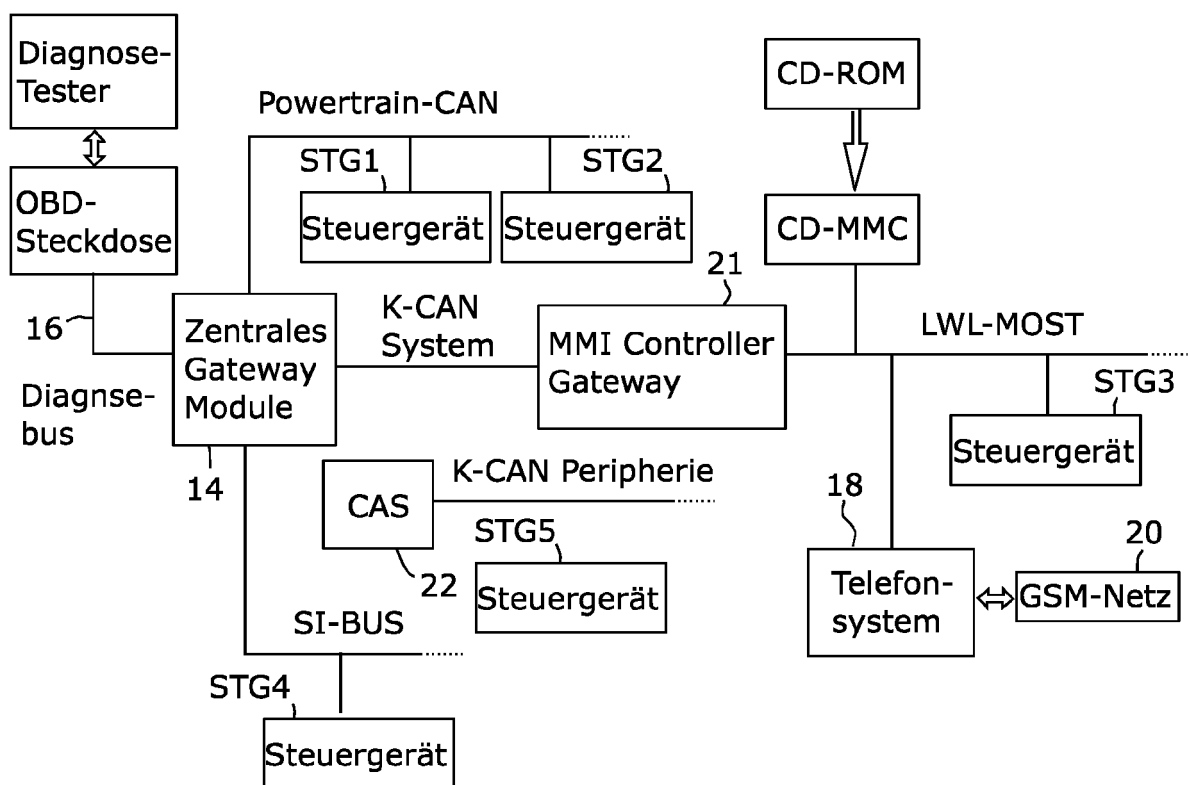 Diagnose-
Tester
OBD-
Steckdose
16
Diagnse-
bus
Powertrain-CAN
STG1
Steuergerät
STG2
Steuergerät
CD-ROM
CD-MMC
Zentrales
Gateway
Module
14
K-CAN
System
21
MMI Controller
Gateway
LWL-MOST
STG3
Steuergerät
CAS
22
K-CAN Peripherie
STG5
Steuergerät
18
Telefon-
system
20
GSM-Netz
SI-BUS
STG4
Steuergerät